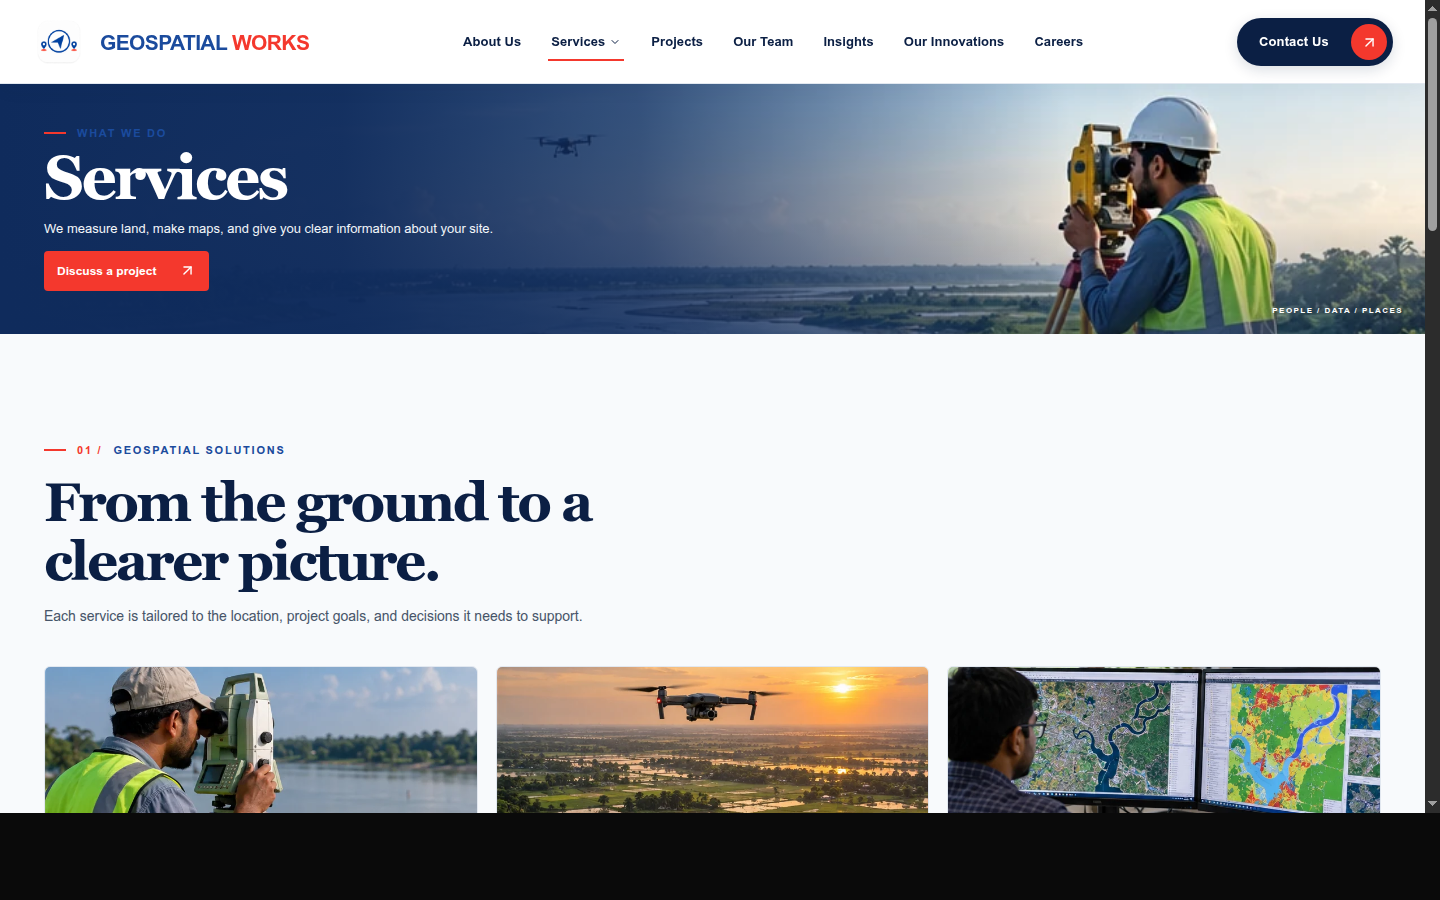 GEOSPATIAL WORKS
About Us
Services
Projects
Our Team
Insights
Our Innovations
Careers
Contact Us
WHAT WE DO
Services
We measure land, make maps, and give you clear information about your site.
Discuss a project
PEOPLE / DATA / PLACES
01 / GEOSPATIAL SOLUTIONS
From the ground to a
clearer picture.
Each service is tailored to the location, project goals, and decisions it needs to support.